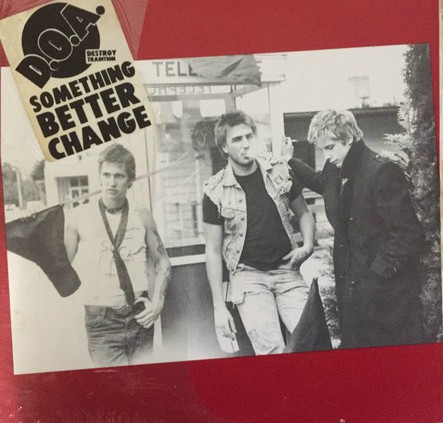 D.O.A.
DESTROY
TRADITION
SOMETHING
BETTER
CHANGE
TELE